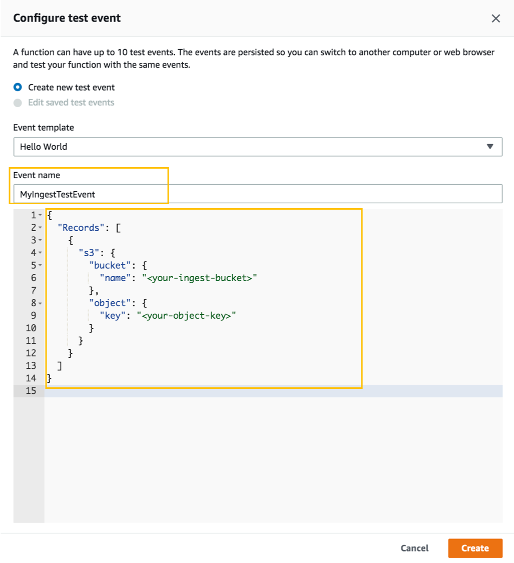 Configure test event
A function can have up to 10 test events. The events are persisted so you can switch to another computer or web browser
and test your function with the same events.
Create new test event
Edit saved test events
Event template
Hello World
Event name
MyIngestTestEvent
1 {
2 "Records": [
3 {
4 "s3": {
5 "bucket": {
6 "name": "<your-ingest-bucket>"
7 },
8 "object": {
9 "key": "<your-object-key>"
10 }
11 }
12 }
13 ]
14 }
15
Cancel Create